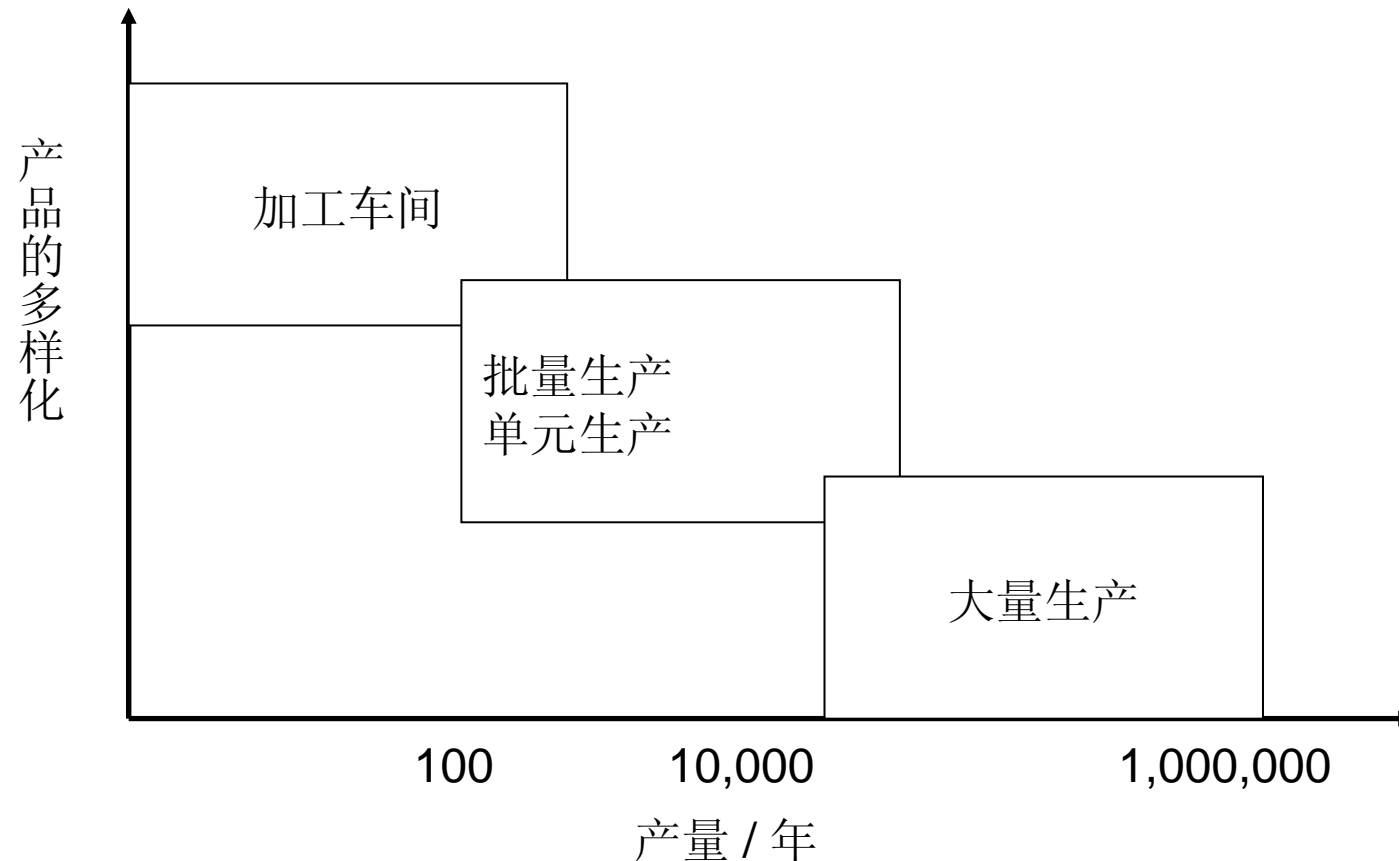 产品的多样化
加工车间
批量生产
单元生产
大量生产
100
10,000
1,000,000
产量 / 年